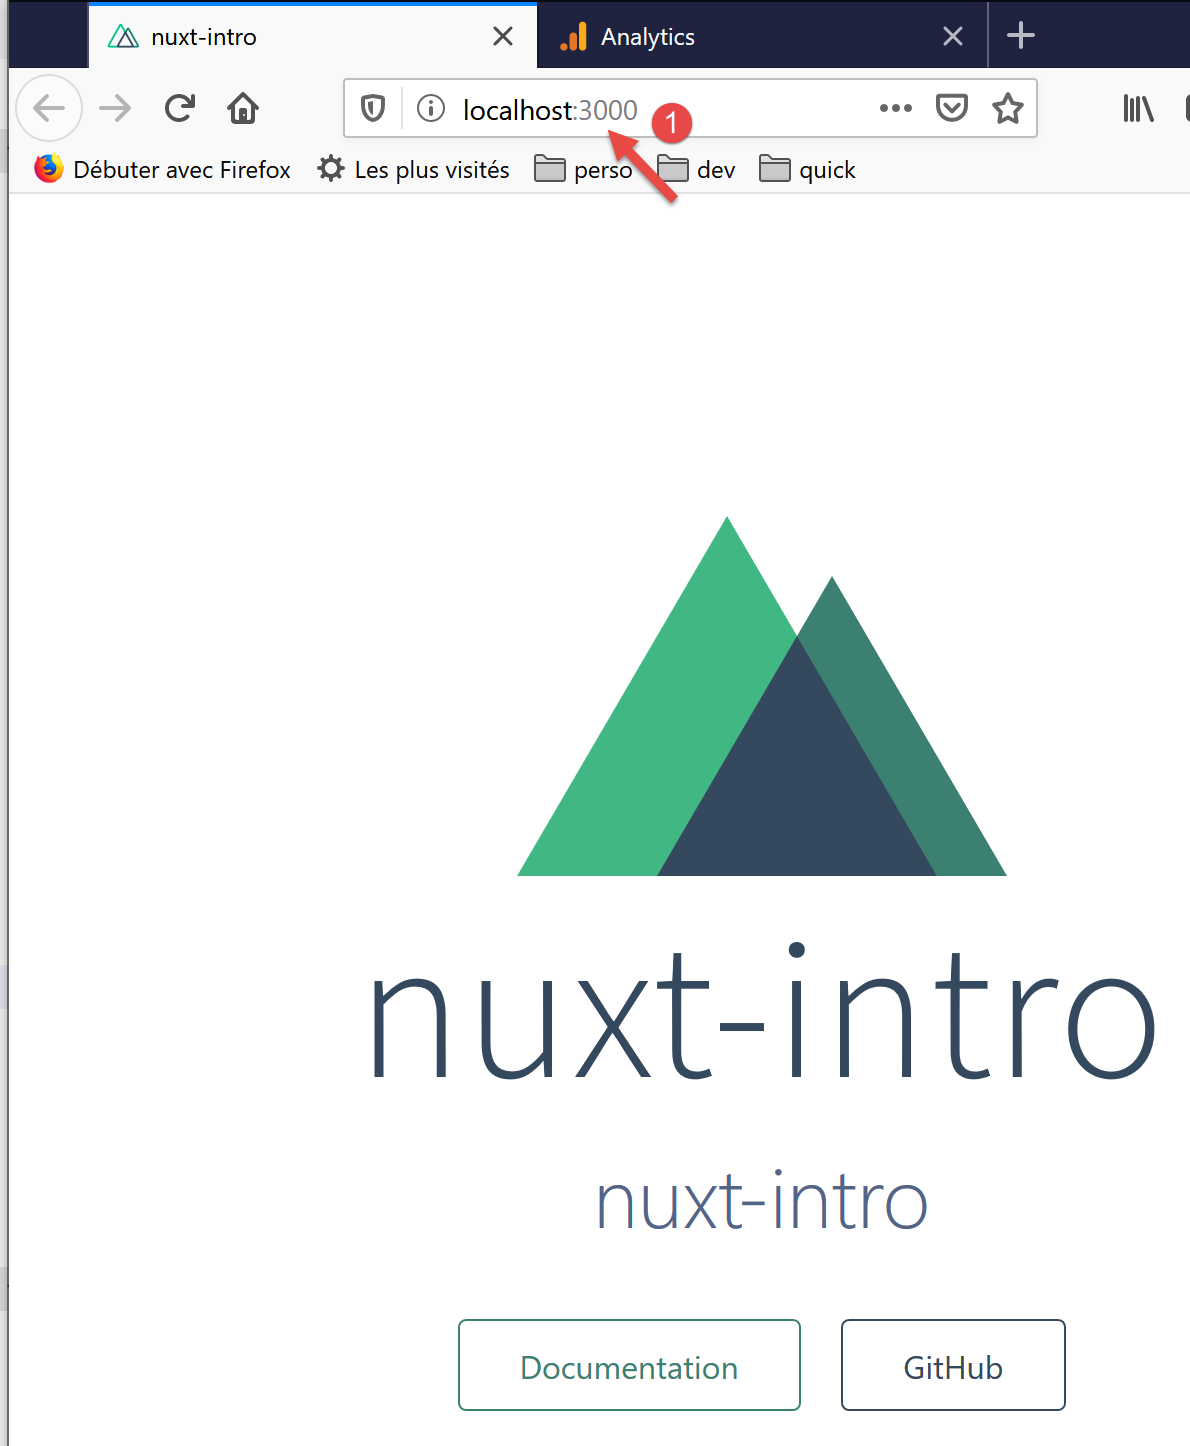 nuxt-intro Analytics
localhost:3000 1
Débuter avec Firefox Les plus visités perso dev quick
nuxt-intro
nuxt-intro
Documentation GitHub